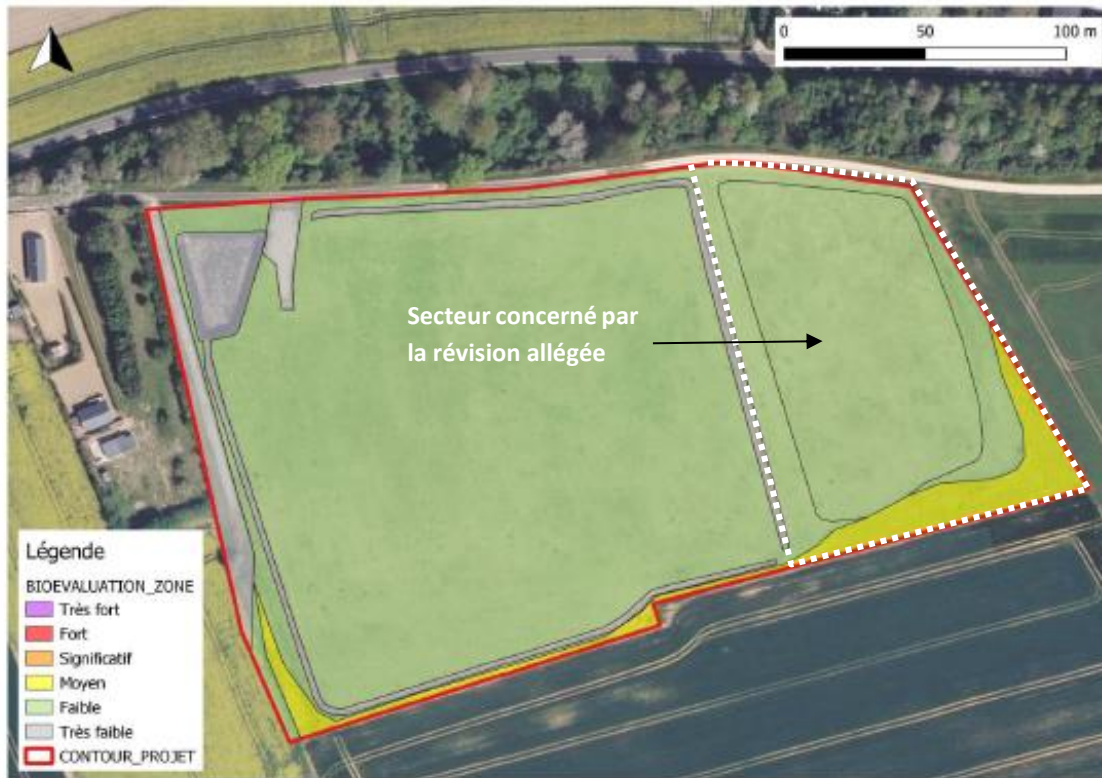 0 50 100 m
Secteur concerné par
la révision allégée
Légende
BIOEVALUATION_ZONE
Très fort
Fort
Significatif
Moyen
Faible
Très faible
CONTOUR_PROJET